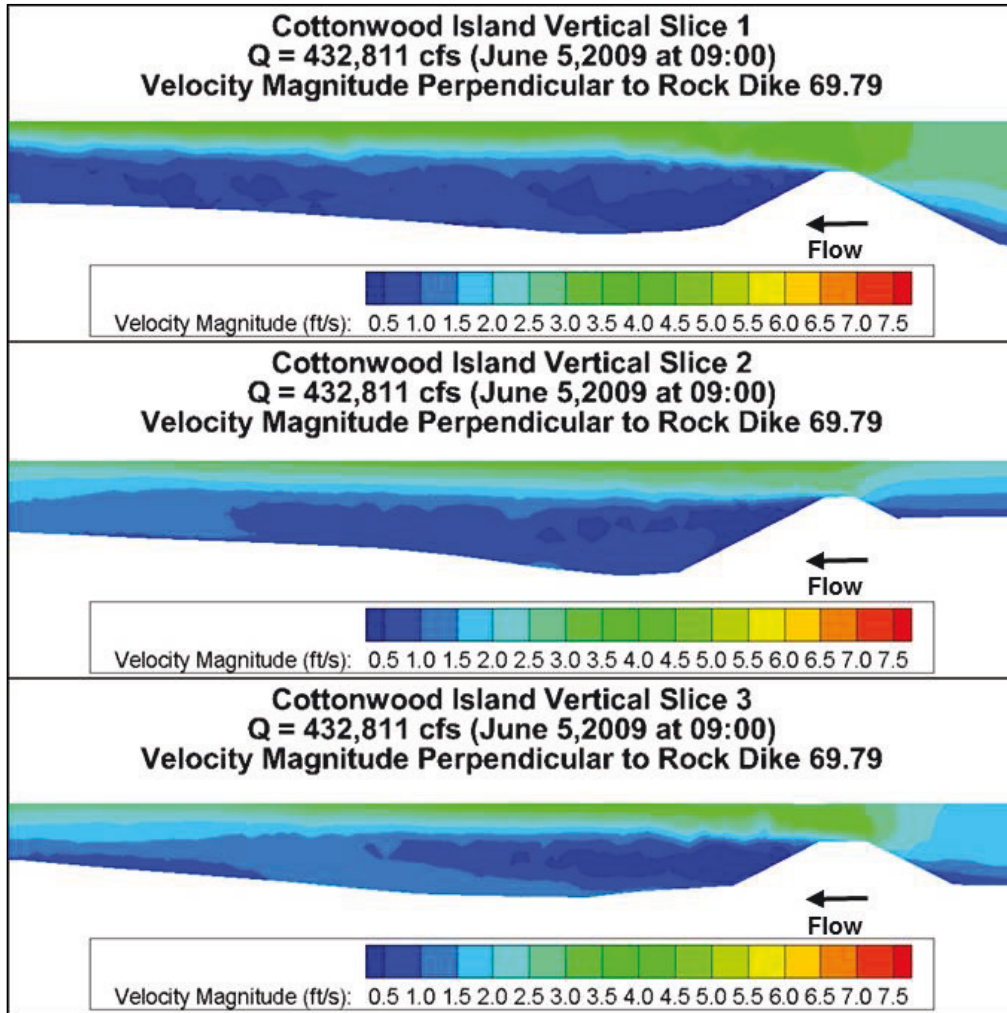 Cottonwood Island Vertical Slice 1
Q = 432,811 cfs (June 5,2009 at 09:00)
Velocity Magnitude Perpendicular to Rock Dike 69.79
Flow
Velocity Magnitude (ft/s): 0.5 1.0 1.5 2.0 2.5 3.0 3.5 4.0 4.5 5.0 5.5 6.0 6.5 7.0 7.5
Cottonwood Island Vertical Slice 2
Q = 432,811 cfs (June 5,2009 at 09:00)
Velocity Magnitude Perpendicular to Rock Dike 69.79
Flow
Velocity Magnitude (ft/s): 0.5 1.0 1.5 2.0 2.5 3.0 3.5 4.0 4.5 5.0 5.5 6.0 6.5 7.0 7.5
Cottonwood Island Vertical Slice 3
Q = 432,811 cfs (June 5,2009 at 09:00)
Velocity Magnitude Perpendicular to Rock Dike 69.79
Flow
Velocity Magnitude (ft/s): 0.5 1.0 1.5 2.0 2.5 3.0 3.5 4.0 4.5 5.0 5.5 6.0 6.5 7.0 7.5